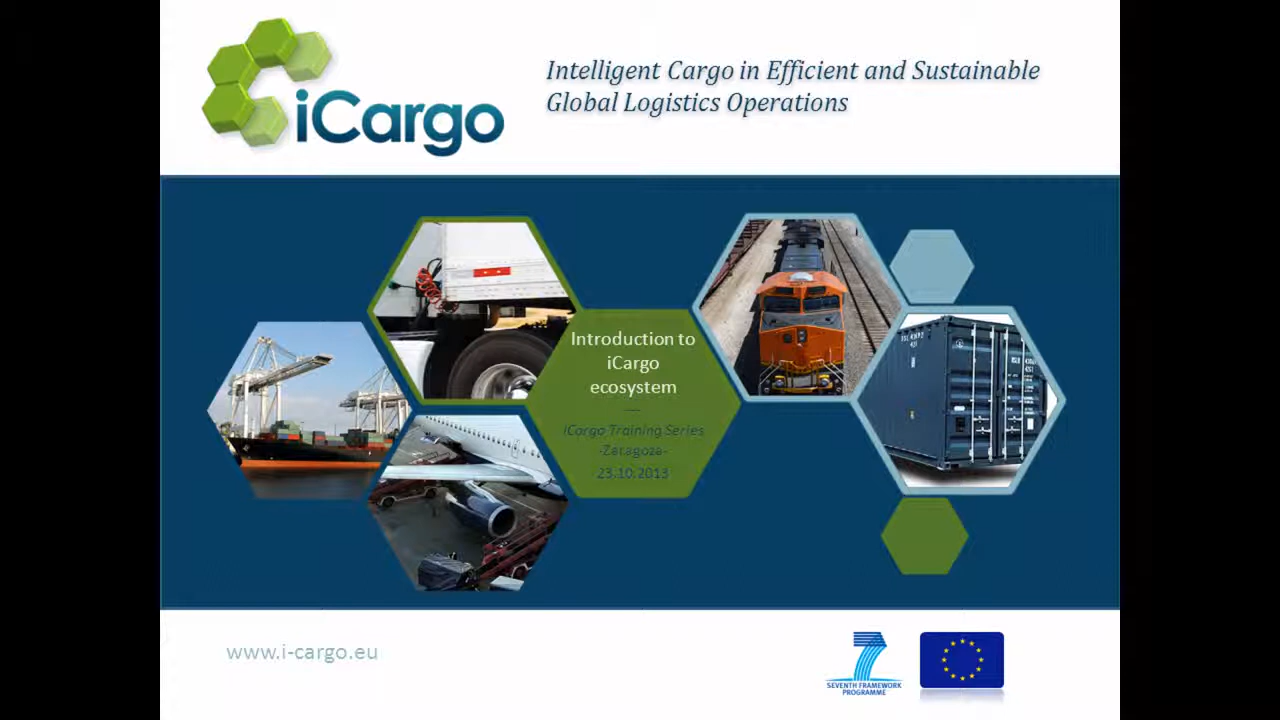 iCargo
Intelligent Cargo in Efficient and Sustainable
Global Logistics Operations
Introduction to
iCargo
ecosystem
iCargo Training Series
-Zaragoza-
23.10.2013
www.i-cargo.eu
SEVENTH FRAMEWORK
PROGRAMME